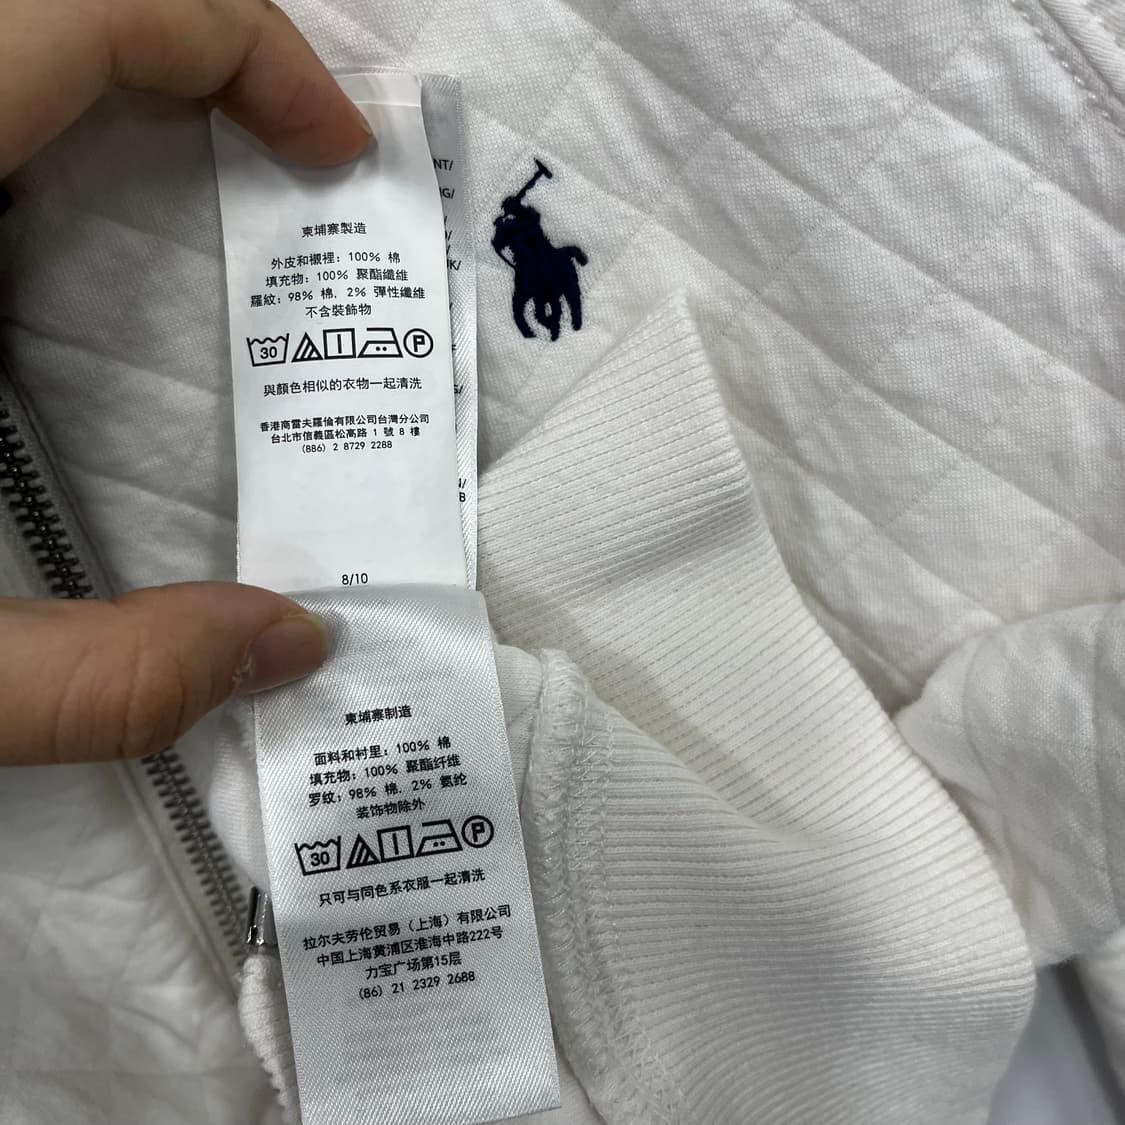 NT/
G/
/
/
K/
柬埔寨製造
外皮和襯裡：100% 棉
填充物：100% 聚酯纖維
羅紋：98% 棉，2% 彈性纖維
不含裝飾物
30
P
與顏色相似的衣物一起清洗
香港商雷夫羅倫有限公司台灣分公司
台北市信義區松高路 1 號 8 樓
(886) 2 8729 2288
8/10
柬埔寨制造
面料和衬里：100% 棉
填充物：100% 聚酯纤维
罗纹：98% 棉，2% 氨纶
装饰物除外
30
P
只可与同色系衣服一起清洗
拉尔夫劳伦贸易（上海）有限公司
中国上海黄浦区淮海中路222号
力宝广场第15层
(86) 21 2329 2688